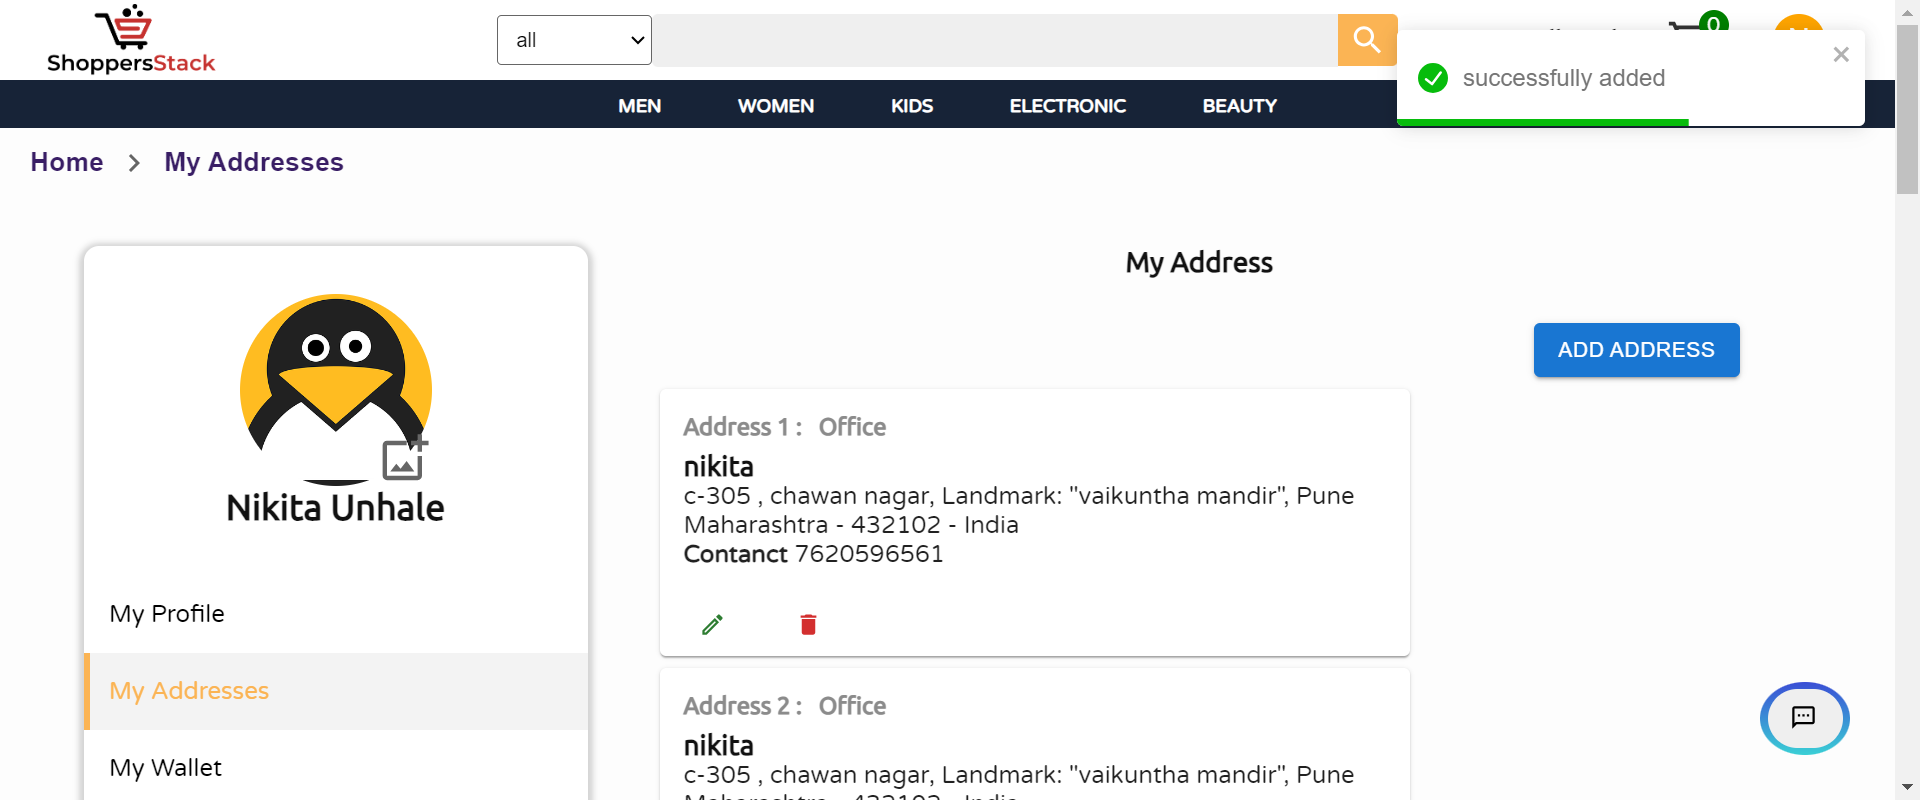 ShoppersStack
all
0
successfully added
MEN WOMEN KIDS ELECTRONIC BEAUTY
Home > My Addresses
My Address
ADD ADDRESS
Nikita Unhale
My Profile
My Addresses
My Wallet
Address 1 : Office
nikita
c-305 , chawan nagar, Landmark: "vaikuntha mandir", Pune
Maharashtra - 432102 - India
Contanct 7620596561
Address 2 : Office
nikita
c-305 , chawan nagar, Landmark: "vaikuntha mandir", Pune